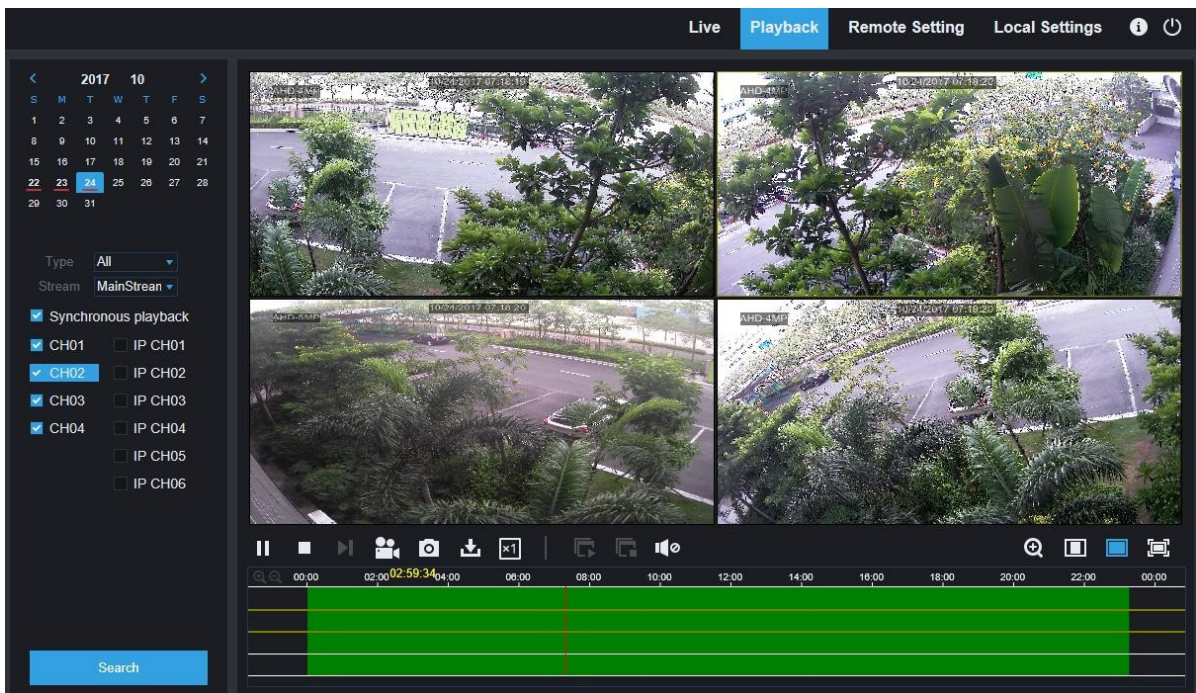 Live Playback Remote Setting Local Settings
2017 10
S M T W T F S
1 2 3 4 5 6 7
8 9 10 11 12 13 14
15 16 17 18 19 20 21
22 23 24 25 26 27 28
29 30 31
Type All
Stream MainStream
Synchronous playback
CH01 IP CH01
CH02 IP CH02
CH03 IP CH03
CH04 IP CH04
IP CH05
IP CH06
Search
10/24/2017 07:18:19
AHD-4MP
10/24/2017 07:18:20
AHD-4MP
10/24/2017 07:18:20
AHD-5MP
10/24/2017 07:18:20
AHD-4MP
×1
00:00 02:00 02:59:34 04:00 06:00 08:00 10:00 12:00 14:00 16:00 18:00 20:00 22:00 00:00